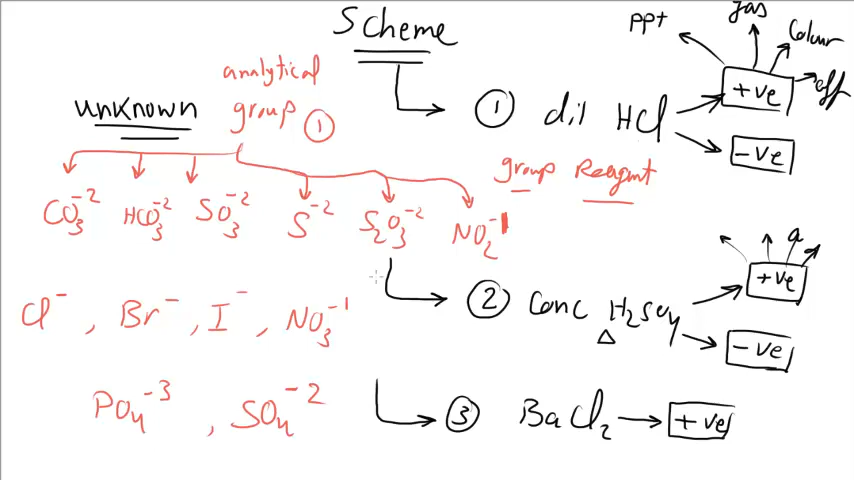 Scheme
ppt
gas
Colour
eff
analytical
group ①
unknown
① dil HCl
+ve
-ve
group Reagent
CO₃⁻² HCO₃⁻² SO₃⁻² S⁻² S₂O₃⁻² NO₂⁻¹
a
② Conc H₂SO₄
Δ
+ve
-ve
Cl⁻ , Br⁻ , I⁻ , NO₃⁻¹
PO₄⁻³ , SO₄⁻²
③ BaCl₂
+ve